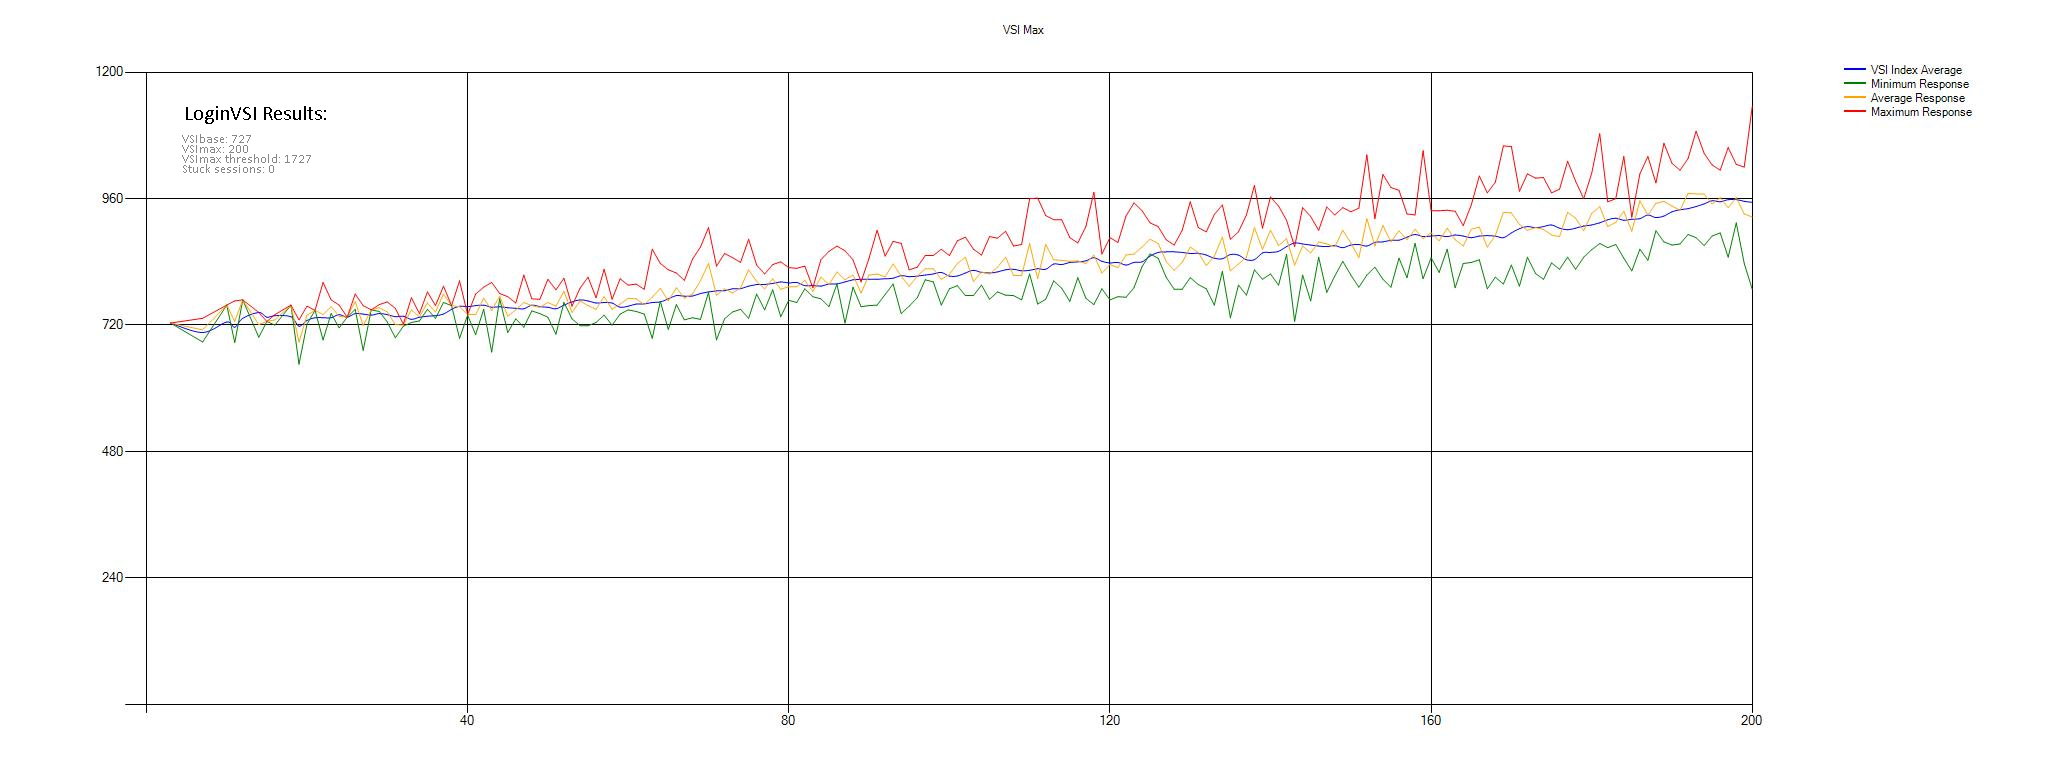 VSI Max
1200
960
720
480
240
LoginVSI Results:
VSIbase: 727
VSImax: 200
VSImax threshold: 1727
Stuck sessions: 0
VSI Index Average
Minimum Response
Average Response
Maximum Response
40 80 120 160 200